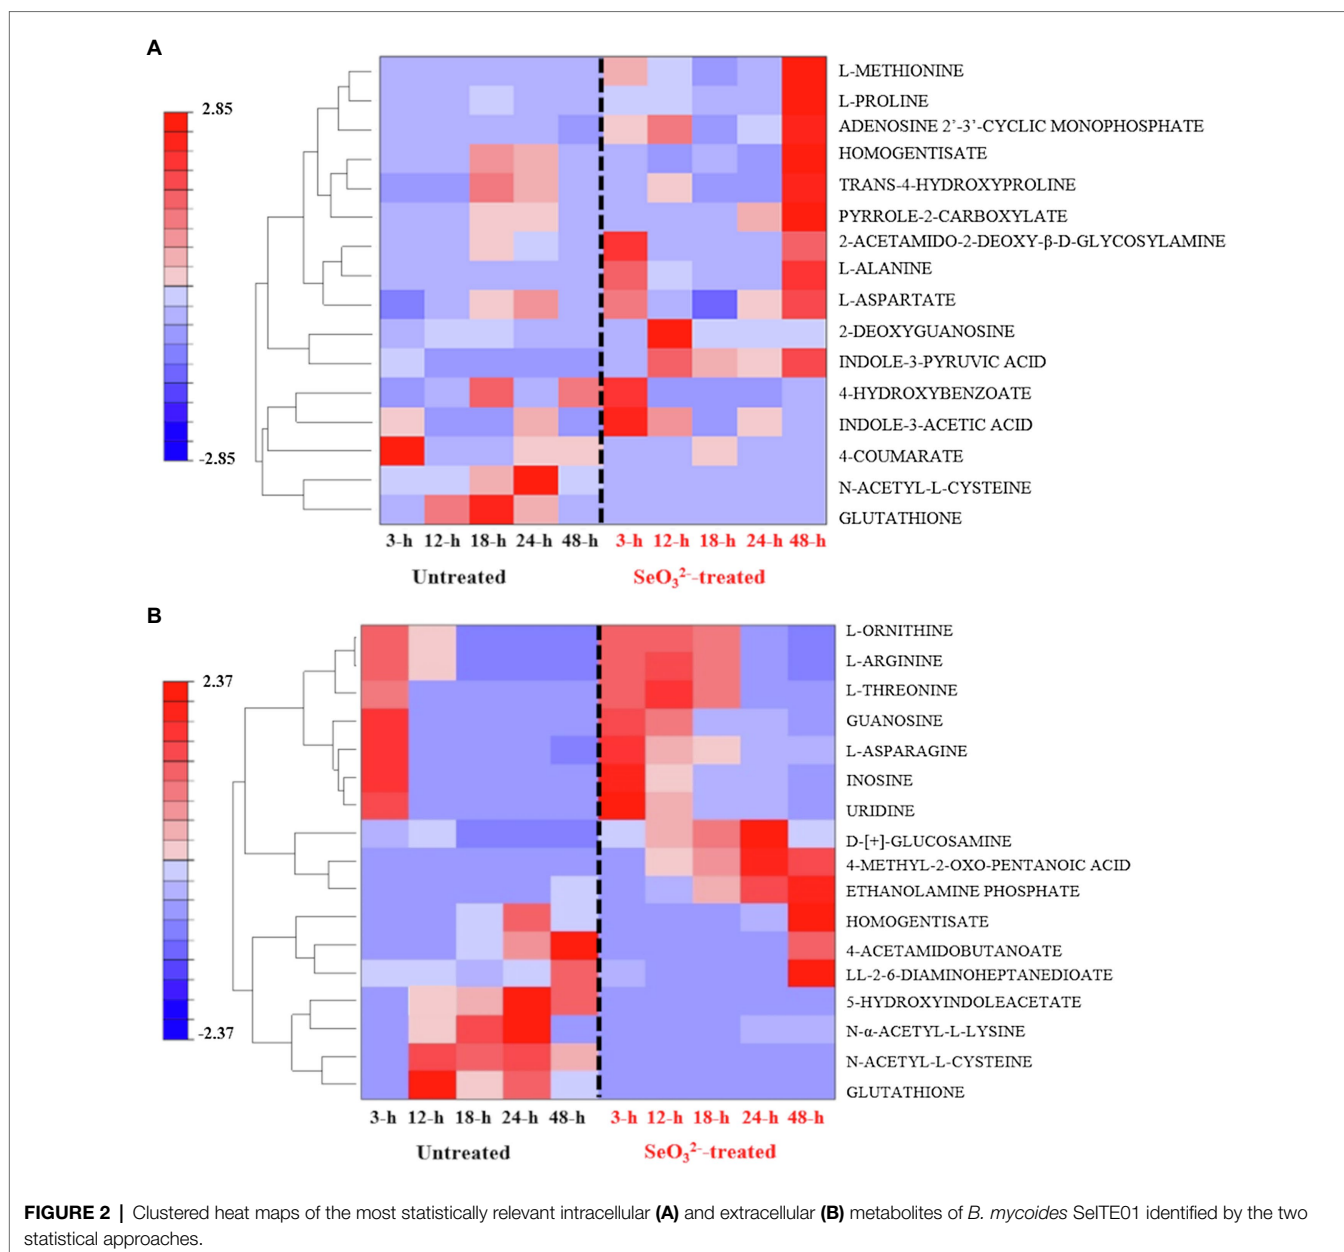 A
2.85
-2.85
L-METHIONINE
L-PROLINE
ADENOSINE 2’-3’-CYCLIC MONOPHOSPHATE
HOMOGENTISATE
TRANS-4-HYDROXYPROLINE
PYRROLE-2-CARBOXYLATE
2-ACETAMIDO-2-DEOXY-β-D-GLYCOSYLAMINE
L-ALANINE
L-ASPARTATE
2-DEOXYGUANOSINE
INDOLE-3-PYRUVIC ACID
4-HYDROXYBENZOATE
INDOLE-3-ACETIC ACID
4-COUMARATE
N-ACETYL-L-CYSTEINE
GLUTATHIONE
3-h 12-h 18-h 24-h 48-h 3-h 12-h 18-h 24-h 48-h
Untreated SeO₃²⁻-treated
B
2.37
-2.37
L-ORNITHINE
L-ARGININE
L-THREONINE
GUANOSINE
L-ASPARAGINE
INOSINE
URIDINE
D-[+]-GLUCOSAMINE
4-METHYL-2-OXO-PENTANOIC ACID
ETHANOLAMINE PHOSPHATE
HOMOGENTISATE
4-ACETAMIDOBUTANOATE
LL-2-6-DIAMINOHEPTANEDIOATE
5-HYDROXYINDOLEACETATE
N-α-ACETYL-L-LYSINE
N-ACETYL-L-CYSTEINE
GLUTATHIONE
3-h 12-h 18-h 24-h 48-h 3-h 12-h 18-h 24-h 48-h
Untreated SeO₃²⁻-treated
FIGURE 2 | Clustered heat maps of the most statistically relevant intracellular (A) and extracellular (B) metabolites of B. mycoides SeITE01 identified by the two
statistical approaches.